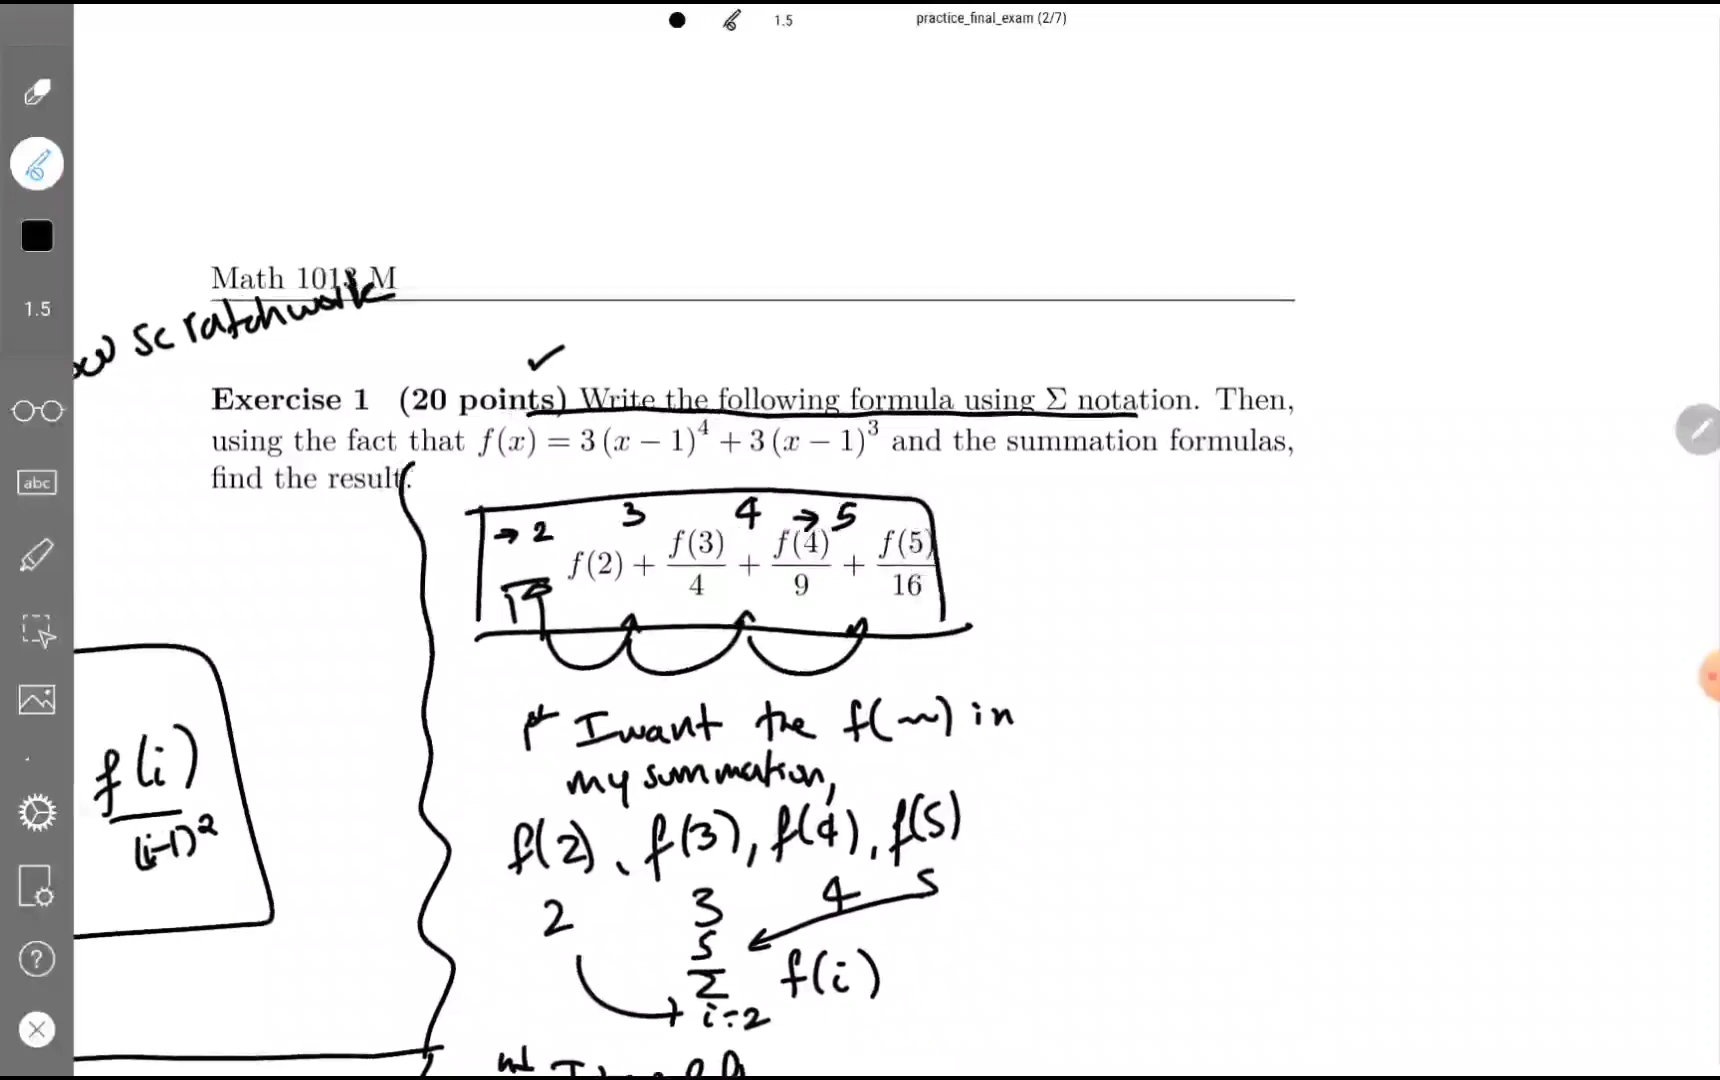 1.5 practice_final_exam (2/7)
Math 1013 M
1.5
scratchwork
Exercise 1 (20 points) Write the following formula using Σ notation. Then,
using the fact that f(x) = 3 (x − 1)⁴ + 3 (x − 1)³ and the summation formulas,
find the result.
abc
→ 2 3 4 → 5
f(2) + f(3)/4 + f(4)/9 + f(5)/16
I want the f(~) in
my summation,
f(i)/(i-1)²
f(2), f(3), f(4), f(5)
2 3 4 5
5
Σ f(i)
i=2